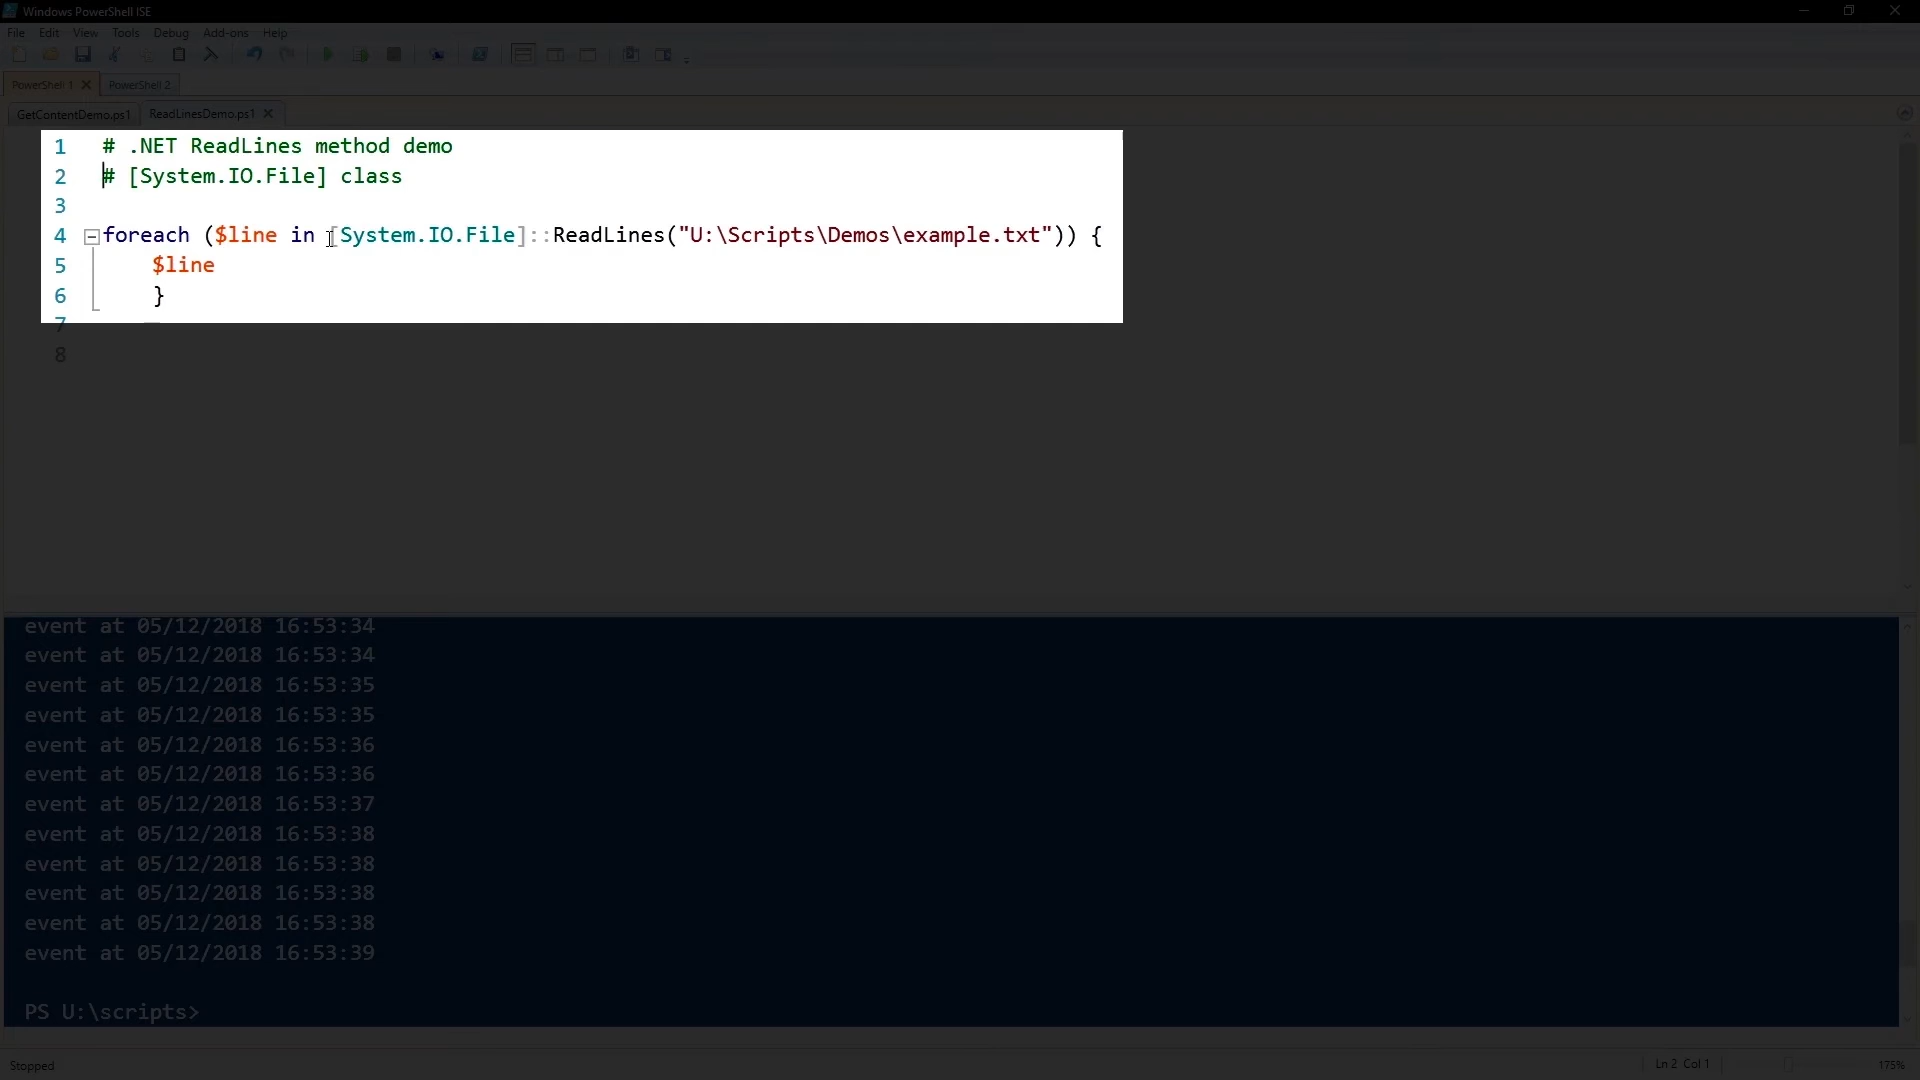 Windows PowerShell ISE
File Edit View Tools Debug Add-ons Help
PowerShell 1 PowerShell 2
GetContentDemo.ps1 ReadLinesDemo.ps1
1 # .NET ReadLines method demo
2 # [System.IO.File] class
3
4 foreach ($line in [System.IO.File]::ReadLines("U:\Scripts\Demos\example.txt")) {
5 $line
6 }
7
8
event at 05/12/2018 16:53:34
event at 05/12/2018 16:53:34
event at 05/12/2018 16:53:35
event at 05/12/2018 16:53:35
event at 05/12/2018 16:53:36
event at 05/12/2018 16:53:36
event at 05/12/2018 16:53:37
event at 05/12/2018 16:53:38
event at 05/12/2018 16:53:38
event at 05/12/2018 16:53:38
event at 05/12/2018 16:53:38
event at 05/12/2018 16:53:39
PS U:\scripts>
Stopped Ln 2 Col 1 175%